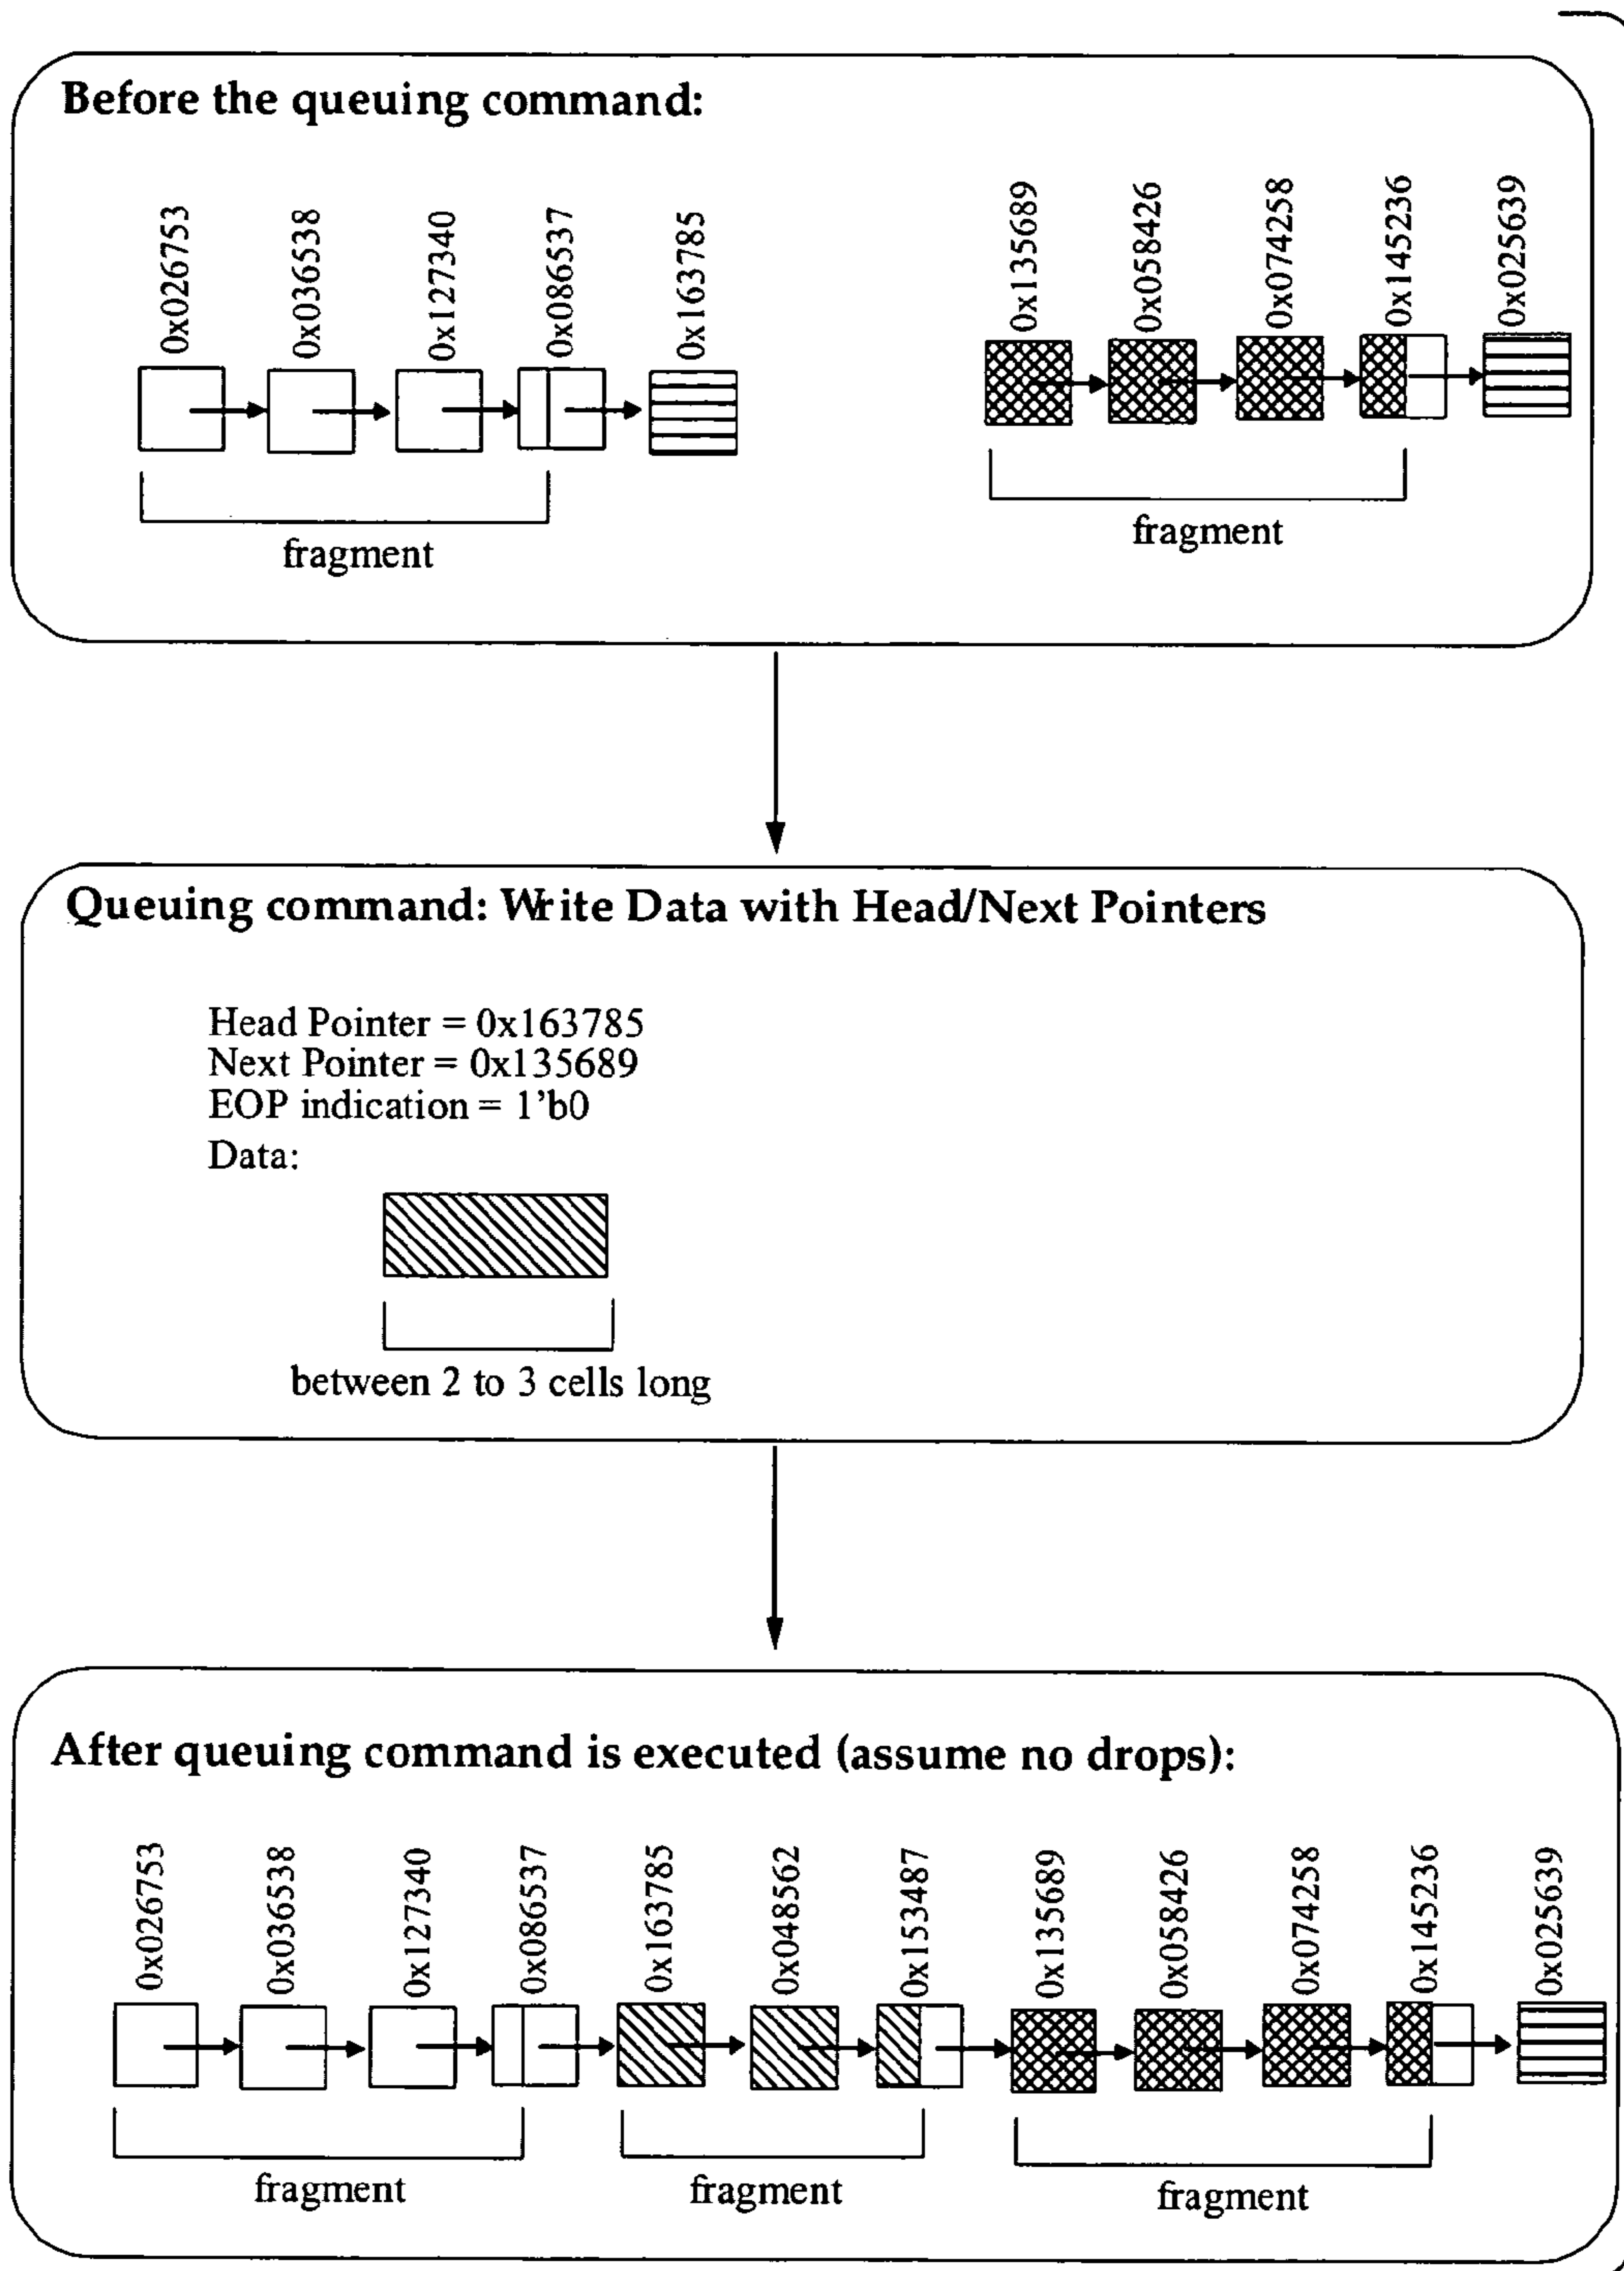 Before the queuing command:
0x026753
0x036538
0x127340
0x086537
0x163785
0x135689
0x058426
0x074258
0x145236
0x025639
fragment
fragment
Queuing command: Write Data with Head/Next Pointers
Head Pointer = 0x163785
Next Pointer = 0x135689
EOP indication = 1’b0
Data:
between 2 to 3 cells long
After queuing command is executed (assume no drops):
0x026753
0x036538
0x127340
0x086537
0x163785
0x048562
0x153487
0x135689
0x058426
0x074258
0x145236
0x025639
fragment
fragment
fragment